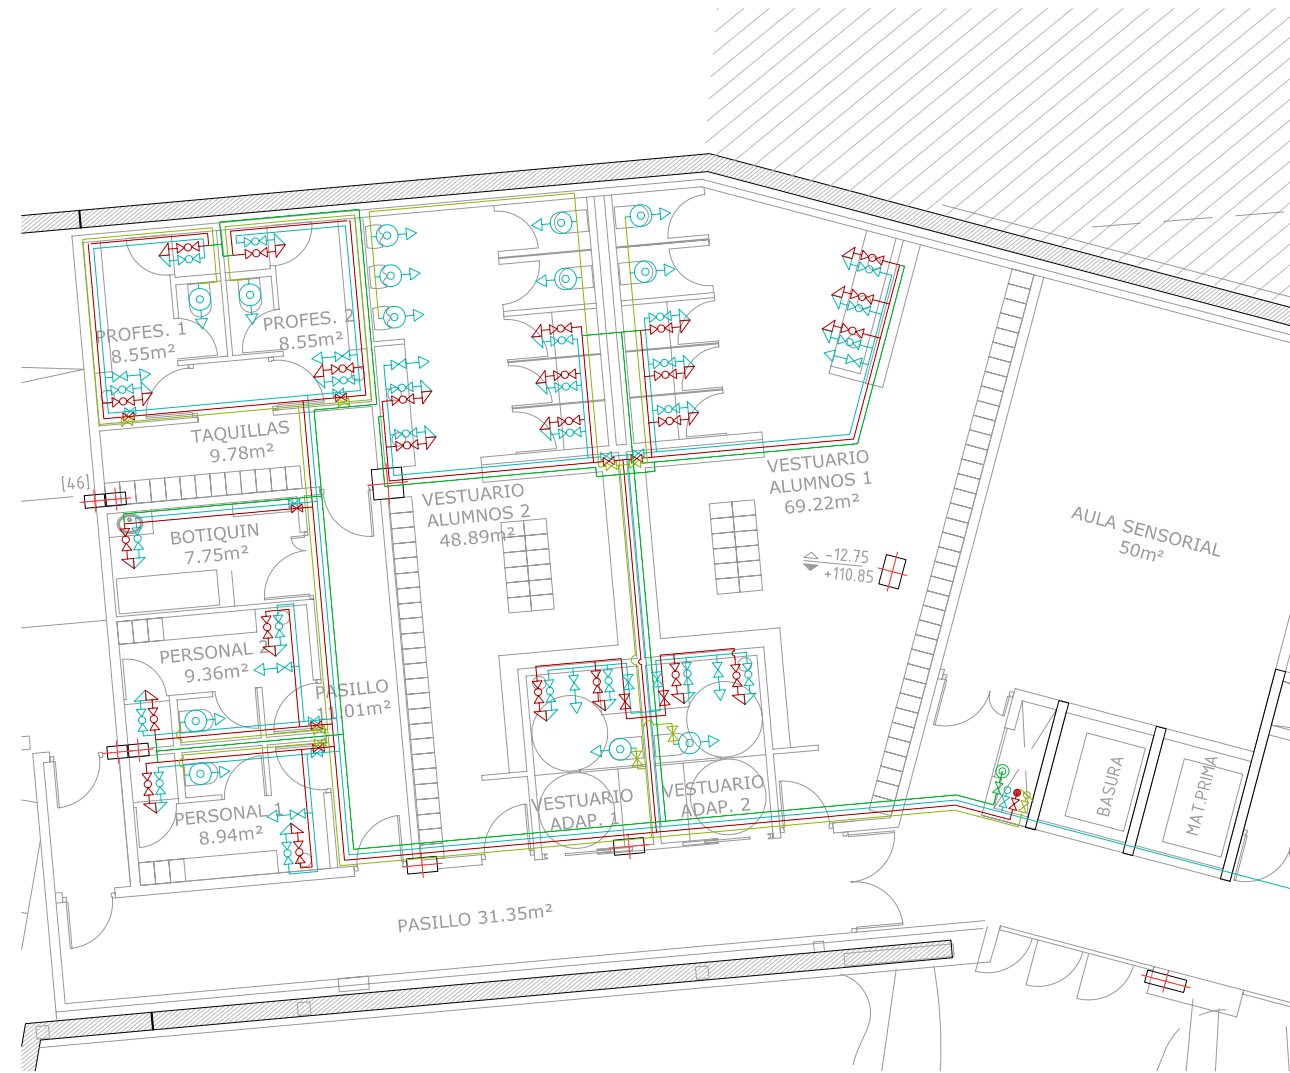 PROFES. 1
8.55m²
PROFES. 2
8.55m²
TAQUILLAS
9.78m²
[46]
BOTIQUIN
7.75m²
VESTUARIO
ALUMNOS 2
48.89m²
VESTUARIO
ALUMNOS 1
69.22m²
AULA SENSORIAL
50m²
-12.75
+110.85
PERSONAL 2
9.36m²
PASILLO
11.01m²
PERSONAL 1
8.94m²
VESTUARIO
ADAP. 1
VESTUARIO
ADAP. 2
BASURA
MAT.PRIMA
PASILLO 31.35m²